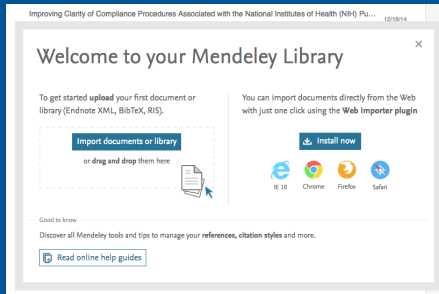 Improving Clarity of Compliance Procedures Associated with the National Institutes of Health (NIH) Pu...
12/18/14
Welcome to your Mendeley Library
×
To get started upload your first document or
library (Endnote XML, BibTeX, RIS).
Import documents or library
or drag and drop them here
You can import documents directly from the Web
with just one click using the Web Importer plugin
Install now
IE 10 Chrome Firefox Safari
Good to know
Discover all Mendeley tools and tips to manage your references, citation styles and more.
Read online help guides